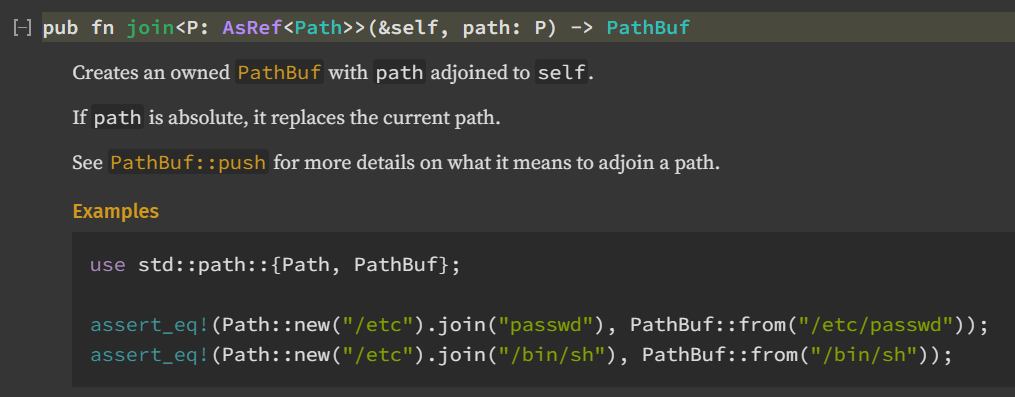 [-] pub fn join<P: AsRef<Path>>(&self, path: P) -> PathBuf
Creates an owned PathBuf with path adjoined to self.
If path is absolute, it replaces the current path.
See PathBuf::push for more details on what it means to adjoin a path.
Examples
use std::path::{Path, PathBuf};
assert_eq!(Path::new("/etc").join("passwd"), PathBuf::from("/etc/passwd"));
assert_eq!(Path::new("/etc").join("/bin/sh"), PathBuf::from("/bin/sh"));